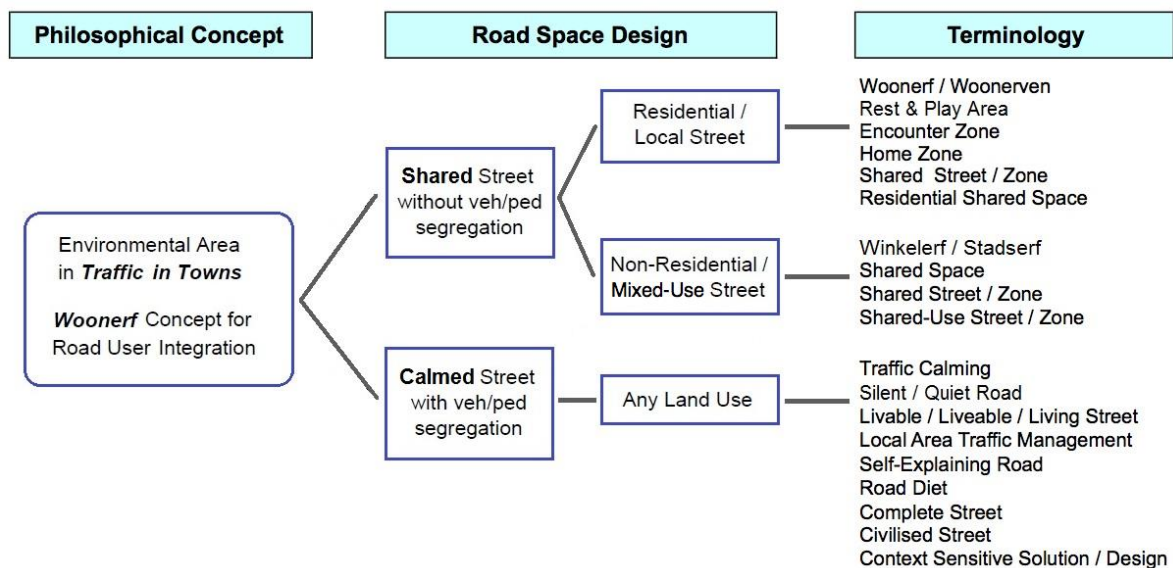 Philosophical Concept
Road Space Design
Terminology
Environmental Area
in Traffic in Towns
Woonerf Concept for
Road User Integration
Shared Street
without veh/ped
segregation
Calmed Street
with veh/ped
segregation
Residential /
Local Street
Non-Residential /
Mixed-Use Street
Any Land Use
Woonerf / Woonerven
Rest & Play Area
Encounter Zone
Home Zone
Shared Street / Zone
Residential Shared Space
Winkelerf / Stadserf
Shared Space
Shared Street / Zone
Shared-Use Street / Zone
Traffic Calming
Silent / Quiet Road
Livable / Liveable / Living Street
Local Area Traffic Management
Self-Explaining Road
Road Diet
Complete Street
Civilised Street
Context Sensitive Solution / Design